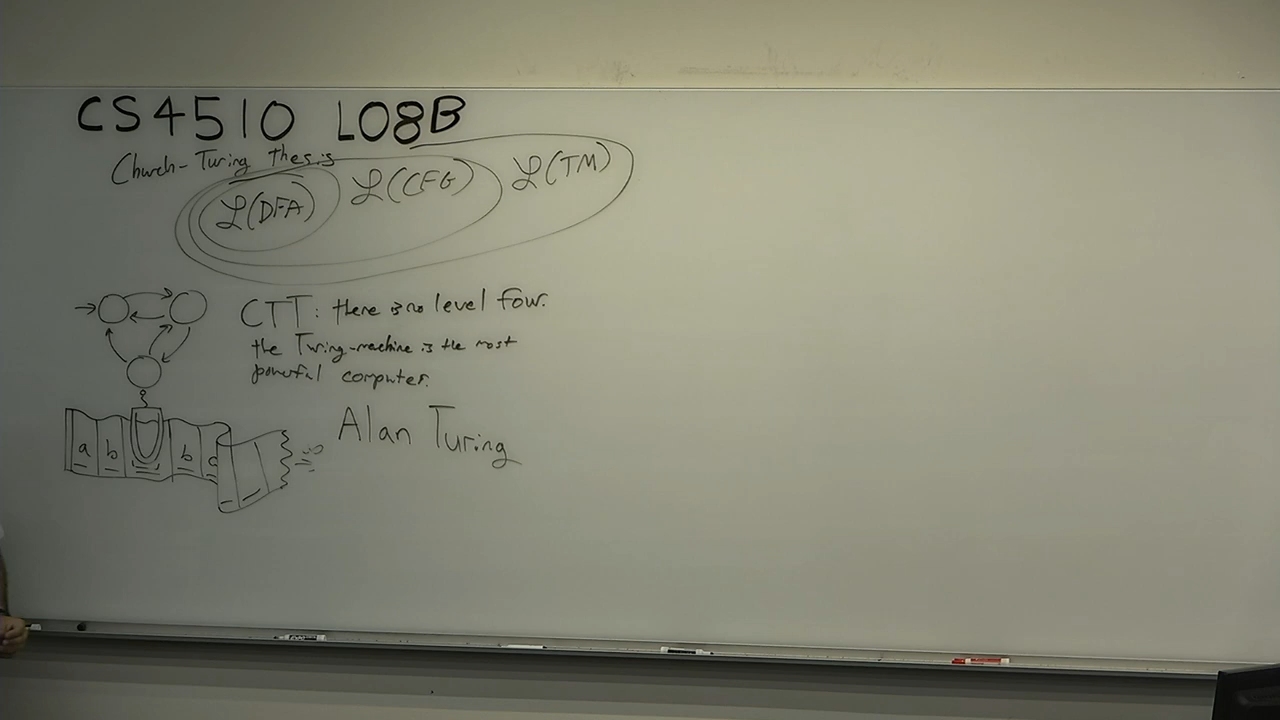 CS4510 L08B
Church-Turing thesis
ℒ(DFA) ℒ(CFG) ℒ(TM)
CTT: there is no level four.
the Turing-machine is the most
powerful computer.
Alan Turing
a b b